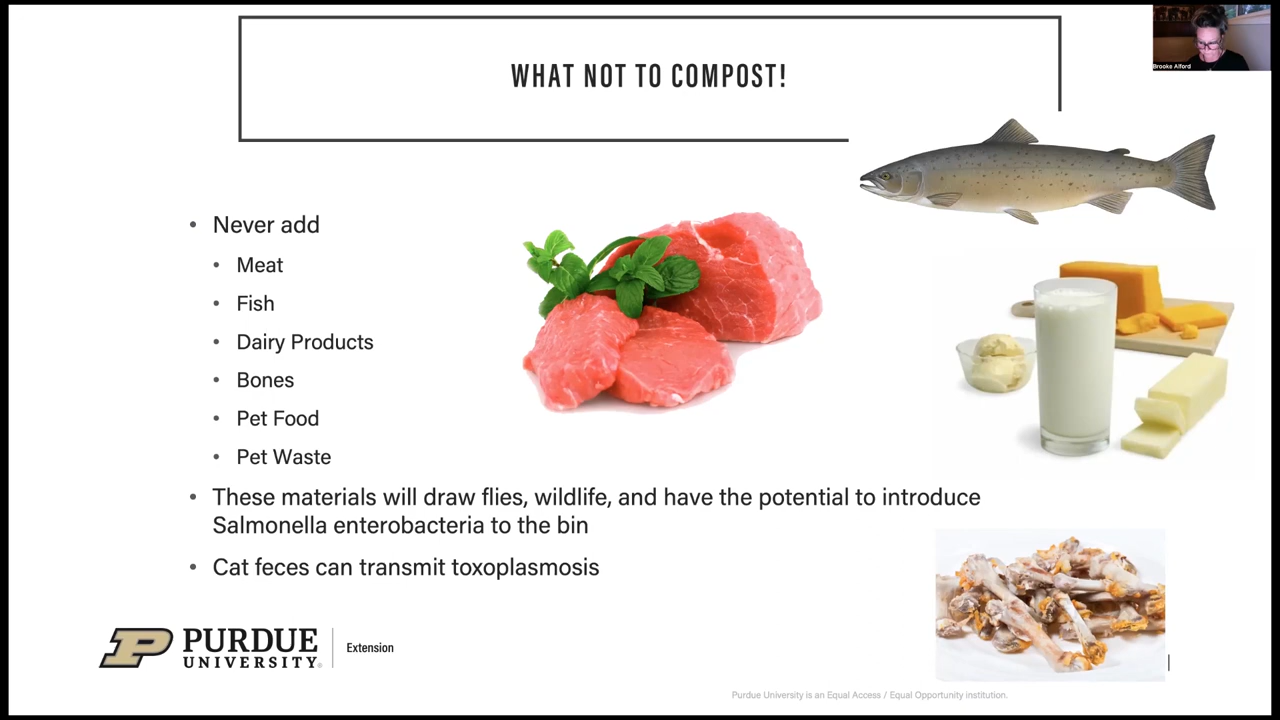 Brooke Alford
WHAT NOT TO COMPOST!
• Never add
• Meat
• Fish
• Dairy Products
• Bones
• Pet Food
• Pet Waste
• These materials will draw flies, wildlife, and have the potential to introduce
Salmonella enterobacteria to the bin
• Cat feces can transmit toxoplasmosis
PURDUE
UNIVERSITY®
Extension
Purdue University is an Equal Access / Equal Opportunity institution.